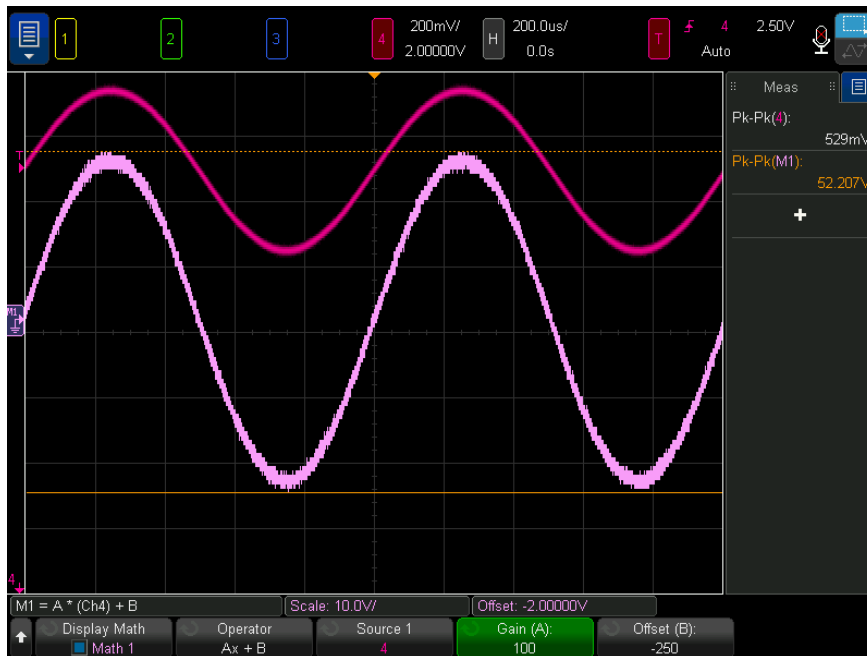 1 2 3 4 200mV/ 2.00000V H 200.0us/ 0.0s T 4 2.50V Auto
Meas
Pk-Pk(4):
529mV
Pk-Pk(M1):
52.207V
+
T
M1
4
M1 = A * (Ch4) + B Scale: 10.0V/ Offset: -2.00000V
Display Math Operator Source 1 Gain (A): Offset (B):
Math 1 Ax + B 4 100 -250